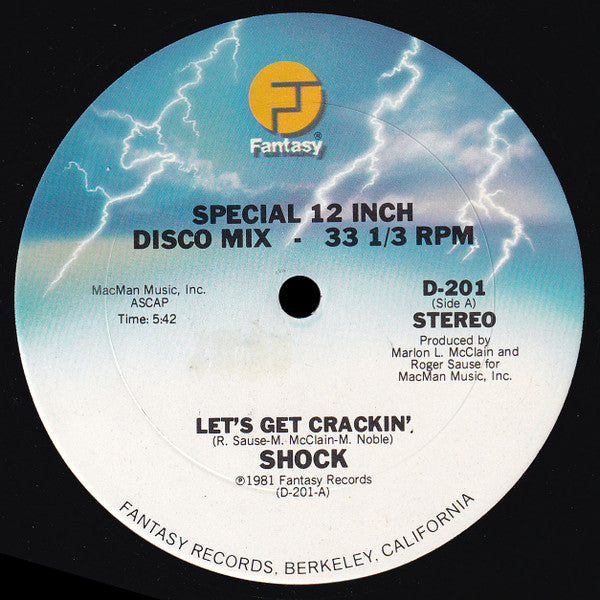 Fantasy®
SPECIAL 12 INCH
DISCO MIX - 33 1/3 RPM
MacMan Music, Inc.
ASCAP
Time: 5:42
D-201
(Side A)
STEREO
Produced by
Marlon L. McClain and
Roger Sause for
MacMan Music, Inc.
LET'S GET CRACKIN'
(R. Sause-M. McClain-M. Noble)
SHOCK
℗1981 Fantasy Records
(D-201-A)
FANTASY RECORDS, BERKELEY, CALIFORNIA